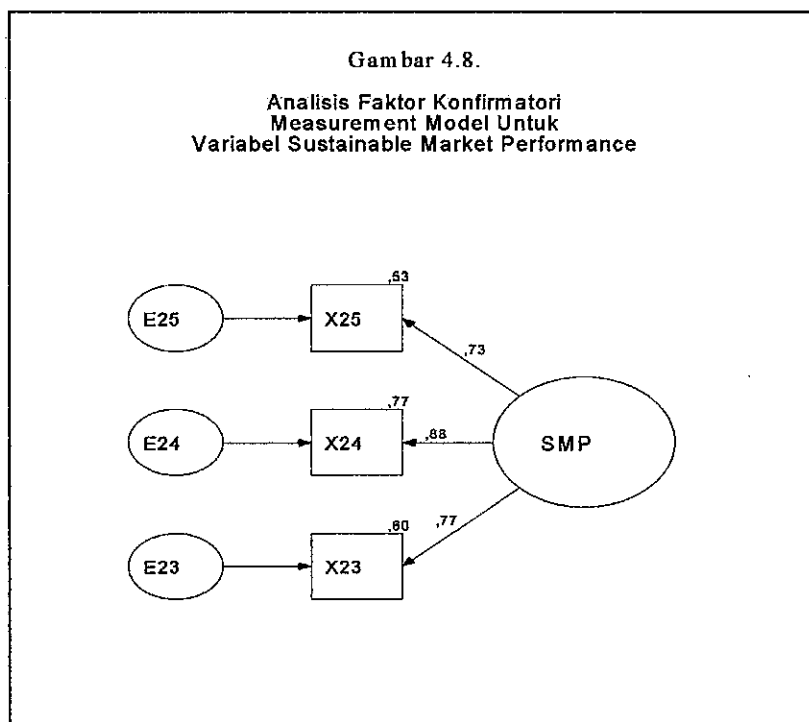 Gambar 4.8.
Analisis Faktor Konfirmatori
Measurement Model Untuk
Variabel Sustainable Market Performance
,53
E25
X25
,73
,77
E24
X24
,88
SMP
,60
,77
E23
X23